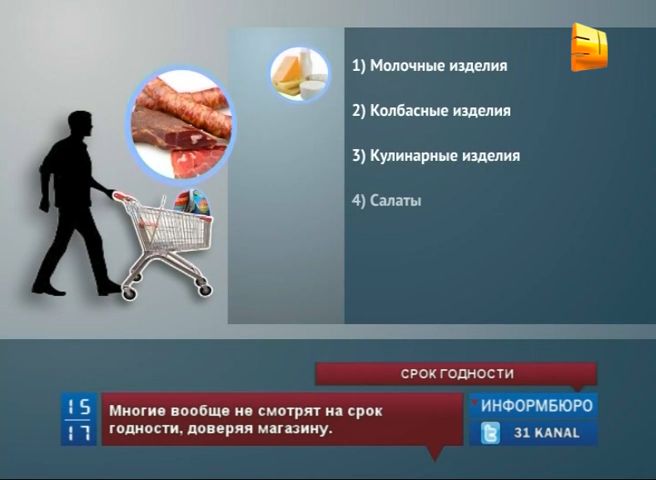 1) Молочные изделия
2) Колбасные изделия
3) Кулинарные изделия
4) Салаты
СРОК ГОДНОСТИ
15
17
Многие вообще не смотрят на срок
годности, доверяя магазину.
ИНФОРМБЮРО
31 KANAL